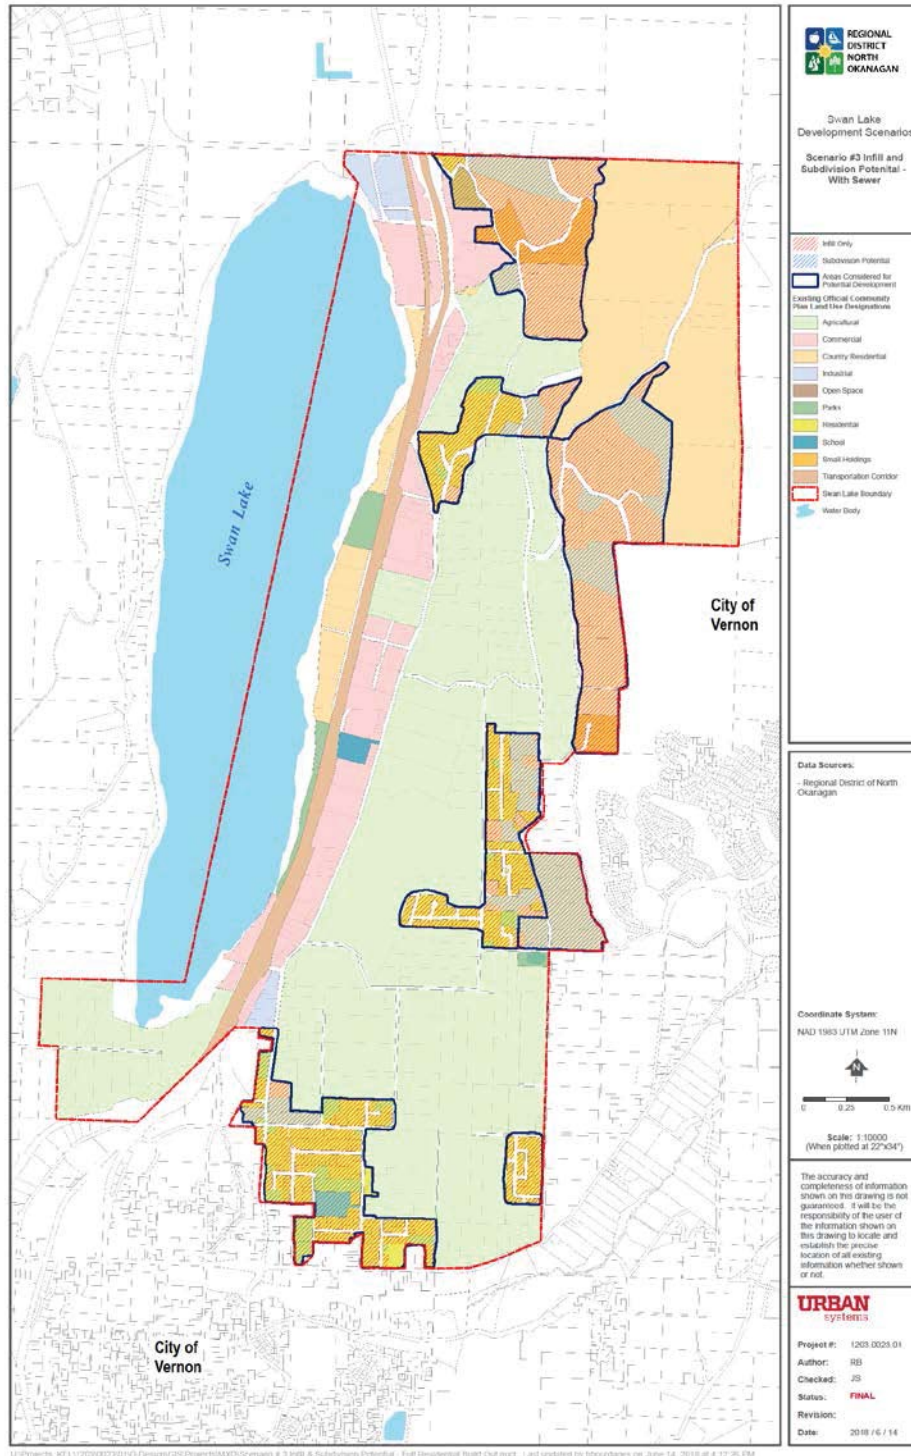 REGIONAL
DISTRICT
NORTH
OKANAGAN
Swan Lake
Development Scenarios
Scenario #3 Infill and
Subdivision Potenital -
With Sewer
Infill Only
Subdivision Potential
Areas Considered for
Potential Development
Existing Official Community
Plan Land Use Designations
Agricultural
Commercial
Country Residential
Industrial
Open Space
Parks
Residential
School
Small Holdings
Transportation Corridor
Swan Lake Boundary
Water Body
Swan Lake
City of
Vernon
City of
Vernon
Data Sources:
- Regional District of North
Okanagan
Coordinate System:
NAD 1983 UTM Zone 11N
N
0 0.25 0.5 Km
Scale: 1:10000
(When plotted at 22"x34")
The accuracy and
completeness of information
shown on this drawing is not
guaranteed. It will be the
responsibility of the user of
the information shown on
this drawing to locate and
establish the precise
location of all existing
information whether shown
or not.
URBAN
systems
Project #: 1203.0023.01
Author: RB
Checked: JS
Status: FINAL
Revision:
Date: 2018 / 6 / 14